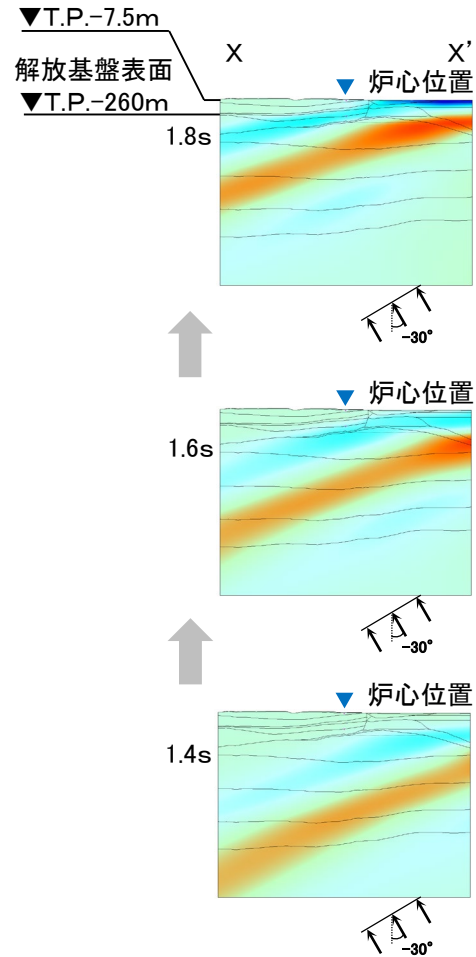 ▼T.P.-7.5m
X X'
解放基盤表面
▼ 炉心位置
▼T.P.-260m
1.8s
-30°
▼ 炉心位置
1.6s
-30°
▼ 炉心位置
1.4s
-30°